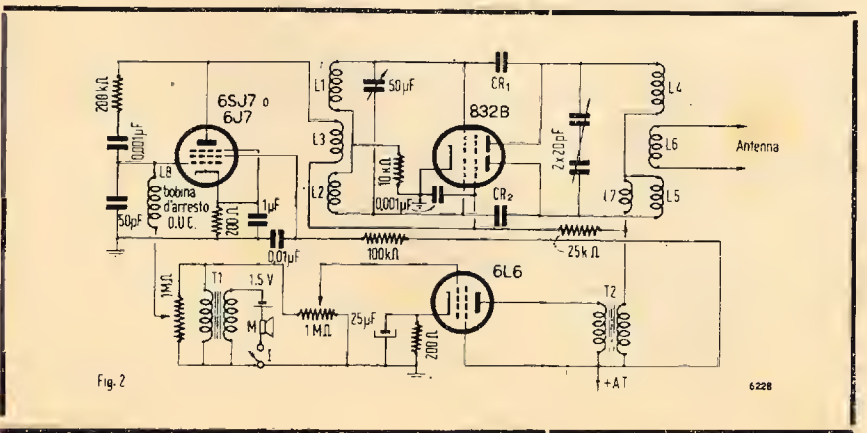 200kΩ
0,001µF
50pF
6SJ7 o
6J7
L8
bobina
d'arresto
O.U.C.
200Ω
1µF
0,01µF
L1
L3
L2
50µF
10kΩ
0,001µF
832B
CR1
CR2
2x20pF
L4
L6
L5
L7
Antenna
25kΩ
100kΩ
1MΩ
T1
1.5V
M
I
1MΩ
25µF
200Ω
6L6
T2
+AT
Fig. 2
6228